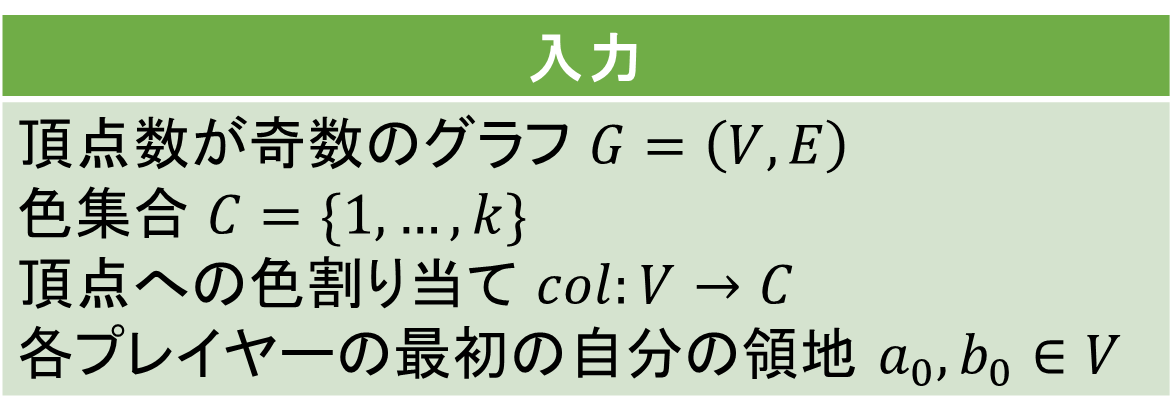 入力
頂点数が奇数のグラフ G = (V, E)
色集合 C = {1, … , k}
頂点への色割り当て col: V → C
各プレイヤーの最初の自分の領地 a₀, b₀ ∈ V